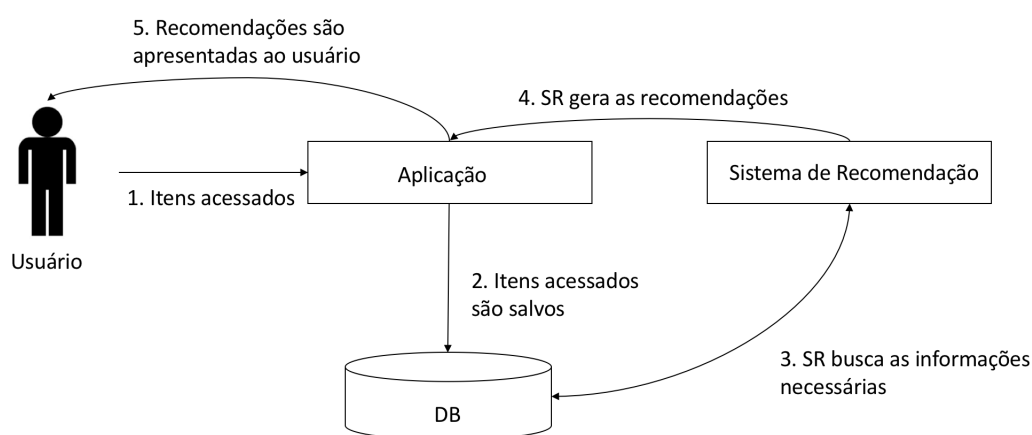 5. Recomendações são
apresentadas ao usuário
4. SR gera as recomendações
Aplicação
Sistema de Recomendação
1. Itens acessados
Usuário
2. Itens acessados
são salvos
3. SR busca as informações
necessárias
DB